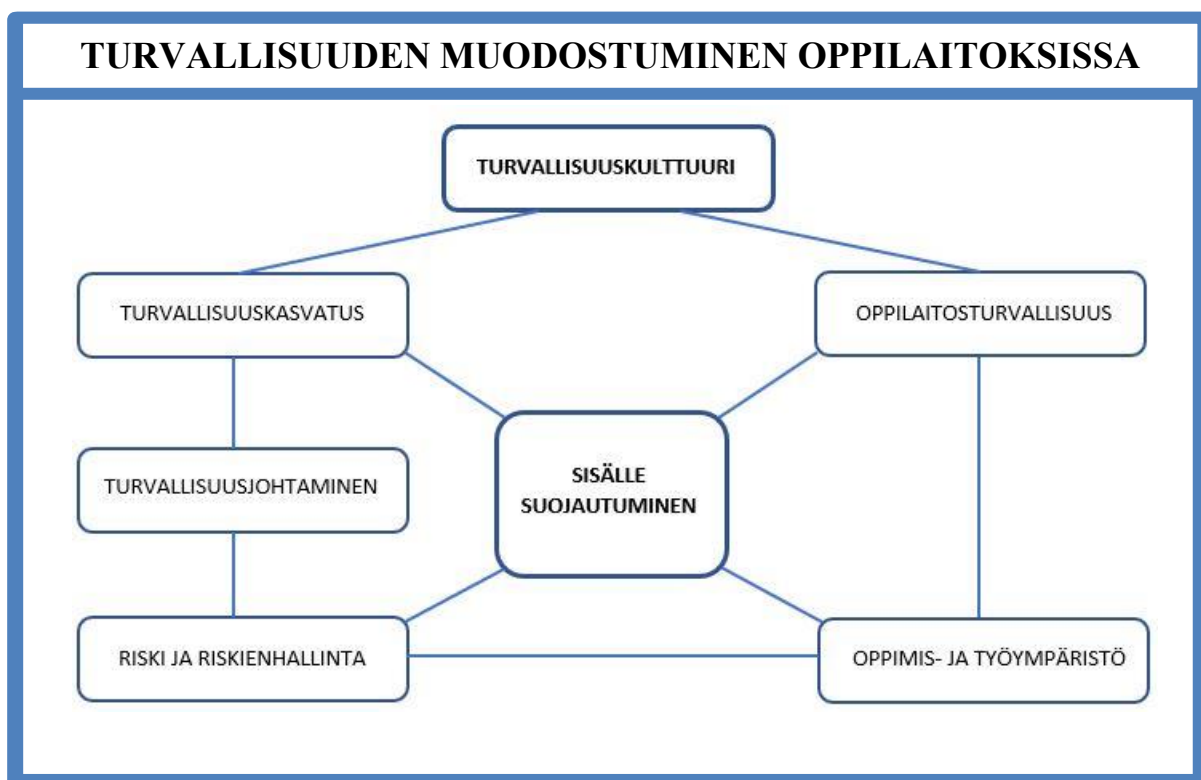 TURVALLISUUDEN MUODOSTUMINEN OPPILAITOKSISSA
TURVALLISUUSKULTTUURI
TURVALLISUUSKASVATUS
OPPILAITOSTURVALLISUUS
SISÄLLE
SUOJAUTUMINEN
TURVALLISUUSJOHTAMINEN
RISKI JA RISKIENHALLINTA
OPPIMIS- JA TYÖYMPÄRISTÖ